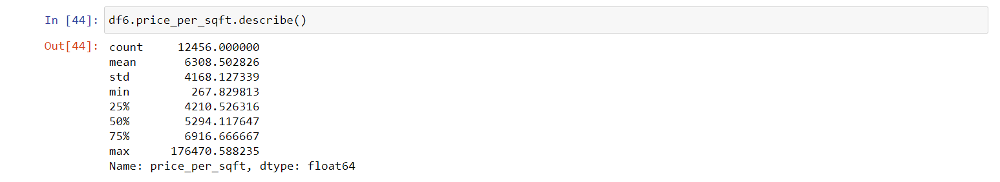 In [44]: df6.price_per_sqft.describe()
Out[44]: count     12456.000000
mean       6308.502826
std        4168.127339
min         267.829813
25%        4210.526316
50%        5294.117647
75%        6916.666667
max      176470.588235
Name: price_per_sqft, dtype: float64